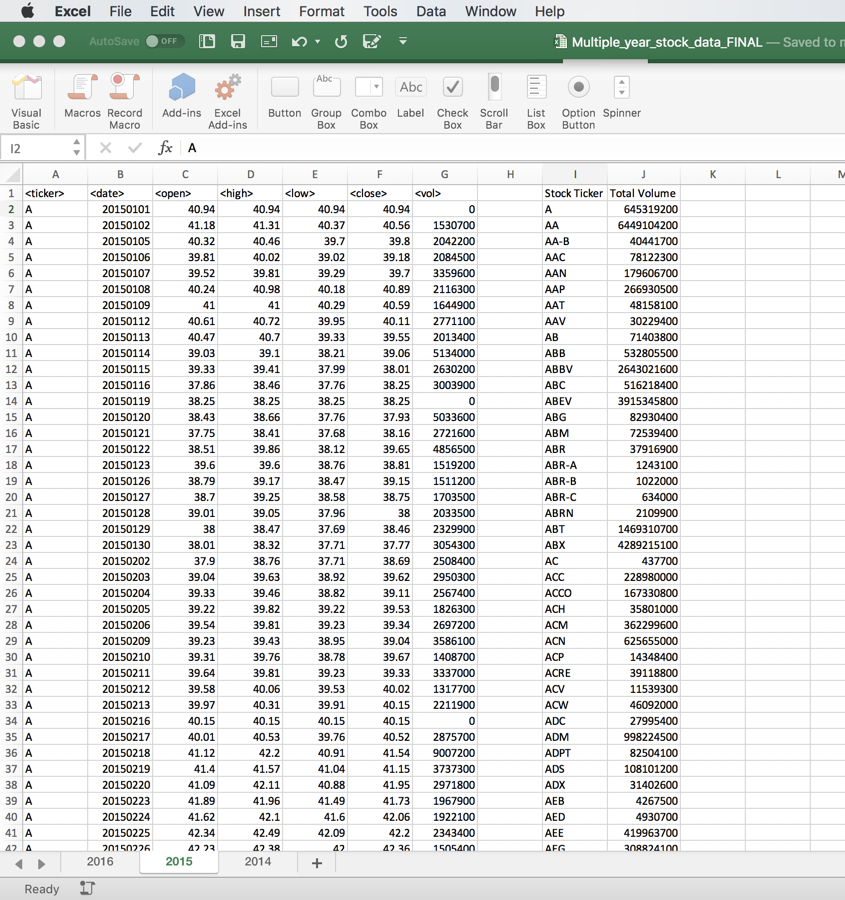 Excel File Edit View Insert Format Tools Data Window Help
AutoSave OFF Multiple_year_stock_data_FINAL — Saved to
Visual Basic Macros Record Macro Add-ins Excel Add-ins Button Abc Group Box Combo Box Abc Label Check Box Scroll Bar List Box Option Button Spinner
I2 fx A
A B C D E F G H I J K L M
1 <ticker> <date> <open> <high> <low> <close> <vol> Stock Ticker Total Volume
2 A 20150101 40.94 40.94 40.94 40.94 0 A 645319200
3 A 20150102 41.18 41.31 40.37 40.56 1530700 AA 6449104200
4 A 20150105 40.32 40.46 39.7 39.8 2042200 AA-B 40441700
5 A 20150106 39.81 40.02 39.02 39.18 2084500 AAC 78122300
6 A 20150107 39.52 39.81 39.29 39.7 3359600 AAN 179606700
7 A 20150108 40.24 40.98 40.18 40.89 2116300 AAP 266930500
8 A 20150109 41 41 40.29 40.59 1644900 AAT 48158100
9 A 20150112 40.61 40.72 39.95 40.11 2771100 AAV 30229400
10 A 20150113 40.47 40.7 39.33 39.55 2013400 AB 71403800
11 A 20150114 39.03 39.1 38.21 39.06 5134000 ABB 532805500
12 A 20150115 39.33 39.41 37.99 38.01 2630200 ABBV 2643021600
13 A 20150116 37.86 38.46 37.76 38.25 3003900 ABC 516218400
14 A 20150119 38.25 38.25 38.25 38.25 0 ABEV 3915345800
15 A 20150120 38.43 38.66 37.76 37.93 5033600 ABG 82930400
16 A 20150121 37.75 38.41 37.68 38.16 2721600 ABM 72539400
17 A 20150122 38.51 39.86 38.12 39.65 4856500 ABR 37916900
18 A 20150123 39.6 39.6 38.76 38.81 1519200 ABR-A 1243100
19 A 20150126 38.79 39.17 38.47 39.15 1511200 ABR-B 1022000
20 A 20150127 38.7 39.25 38.58 38.75 1703500 ABR-C 634000
21 A 20150128 39.01 39.05 37.96 38 2033500 ABRN 2109900
22 A 20150129 38 38.47 37.69 38.46 2329900 ABT 1469310700
23 A 20150130 38.01 38.32 37.71 37.77 3054300 ABX 4289215100
24 A 20150202 37.9 38.76 37.71 38.69 2508400 AC 437700
25 A 20150203 39.04 39.63 38.92 39.62 2950300 ACC 228980000
26 A 20150204 39.33 39.46 38.82 39.11 2567400 ACCO 167330800
27 A 20150205 39.22 39.82 39.22 39.53 1826300 ACH 35801000
28 A 20150206 39.54 39.81 39.23 39.34 2697200 ACM 362299600
29 A 20150209 39.23 39.43 38.95 39.04 3586100 ACN 625655000
30 A 20150210 39.31 39.76 38.78 39.67 1408700 ACP 14348400
31 A 20150211 39.64 39.81 39.23 39.33 3337000 ACRE 39118800
32 A 20150212 39.58 40.06 39.53 40.02 1317700 ACV 11539300
33 A 20150213 39.97 40.31 39.91 40.15 2211900 ACW 46092000
34 A 20150216 40.15 40.15 40.15 40.15 0 ADC 27995400
35 A 20150217 40.01 40.53 39.76 40.52 2875700 ADM 998224500
36 A 20150218 41.12 42.2 40.91 41.54 9007200 ADPT 82504100
37 A 20150219 41.4 41.57 41.04 41.15 3737300 ADS 108101200
38 A 20150220 41.09 42.11 40.88 41.95 2971800 ADX 31402600
39 A 20150223 41.89 41.96 41.49 41.73 1967900 AEB 4267500
40 A 20150224 41.62 42.1 41.6 42.06 1922100 AED 4930700
41 A 20150225 42.34 42.49 42.09 42.2 2343400 AEE 419963700
42 A 20150226 42.23 42.38 42 42.36 1505400 AEG 308824100
2016 2015 2014 +
Ready